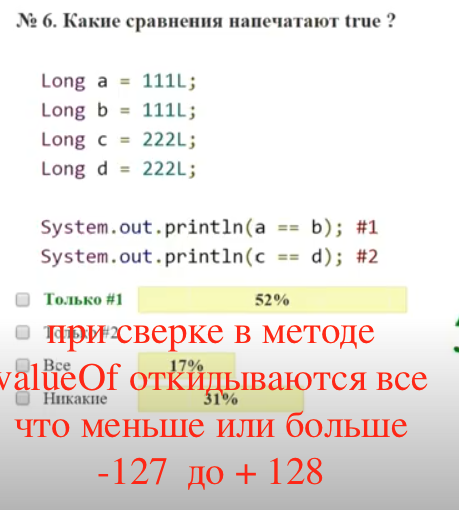 № 6. Какие сравнения напечатают true ?
Long a = 111L;
Long b = 111L;
Long c = 222L;
Long d = 222L;
System.out.println(a == b); #1
System.out.println(c == d); #2
Только #1 52%
Только #2
при сверке в методе
Все 17%
valueOf откидываются все
Никакие 31%
что меньше или больше
-127 до + 128